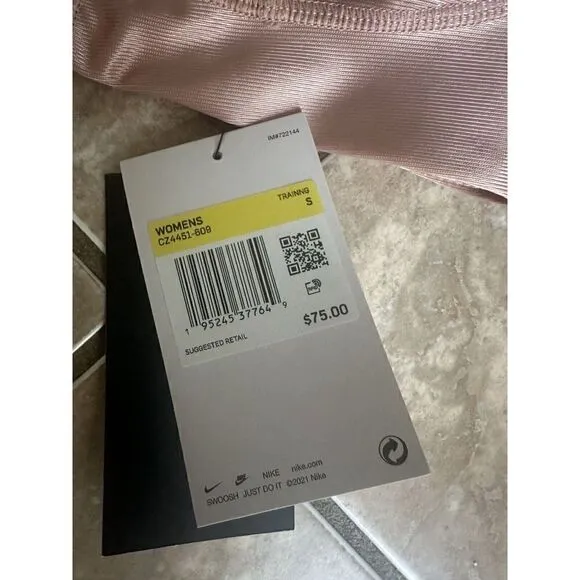 IM#722144
WOMENS
TRAINNG
CZ4451-609
S
1 95245 37764 9
$75.00
SUGGESTED RETAIL
NIKE nike.com
SWOOSH JUST DO IT ©2021 Nike